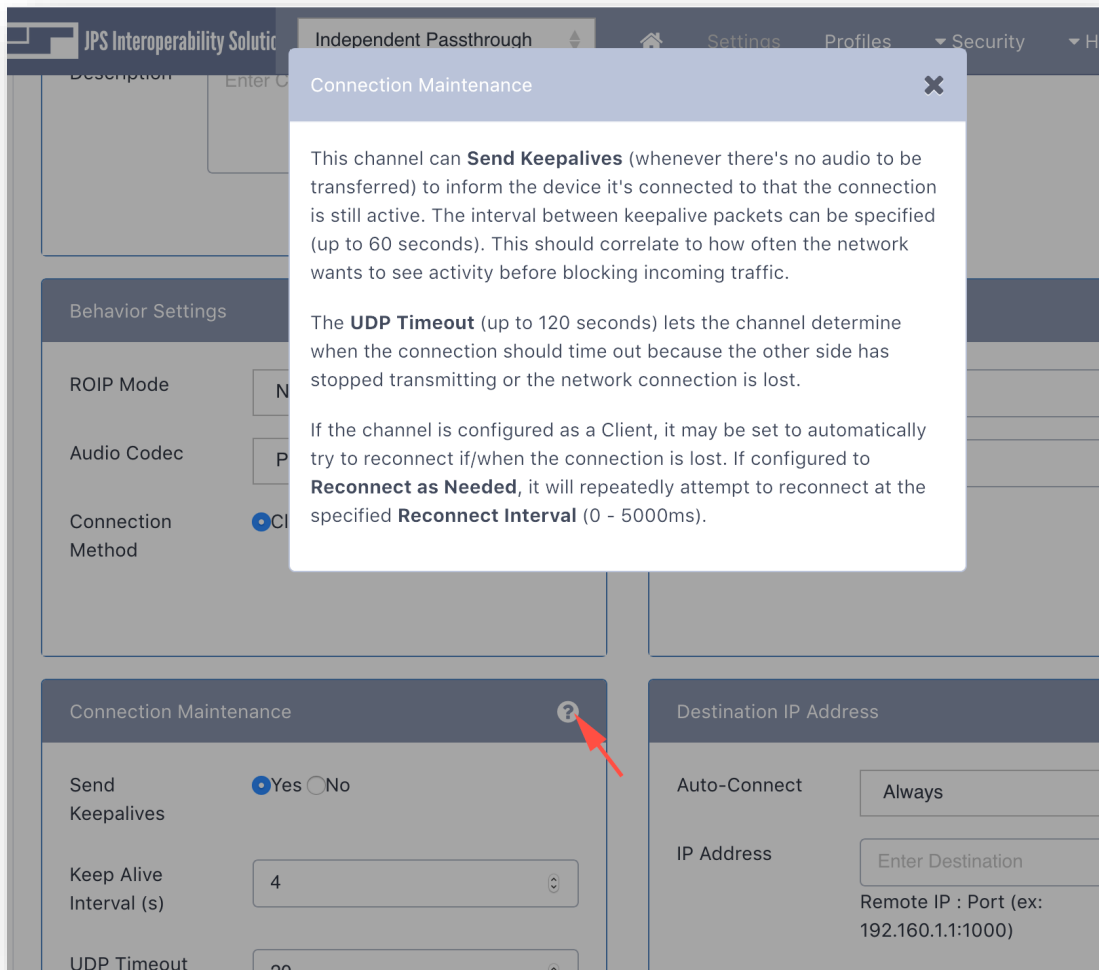 JPS Interoperability Solutio
Independent Passthrough
Settings
Profiles
Security
H
Description
Enter C
Connection Maintenance
This channel can Send Keepalives (whenever there's no audio to be
transferred) to inform the device it's connected to that the connection
is still active. The interval between keepalive packets can be specified
(up to 60 seconds). This should correlate to how often the network
wants to see activity before blocking incoming traffic.
The UDP Timeout (up to 120 seconds) lets the channel determine
when the connection should time out because the other side has
stopped transmitting or the network connection is lost.
If the channel is configured as a Client, it may be set to automatically
try to reconnect if/when the connection is lost. If configured to
Reconnect as Needed, it will repeatedly attempt to reconnect at the
specified Reconnect Interval (0 - 5000ms).
Behavior Settings
ROIP Mode
N
Audio Codec
P
Connection
Method
Cl
Connection Maintenance
?
Send
Keepalives
Yes No
Keep Alive
Interval (s)
4
UDP Timeout
Destination IP Address
Auto-Connect
Always
IP Address
Enter Destination
Remote IP : Port (ex:
192.160.1.1:1000)